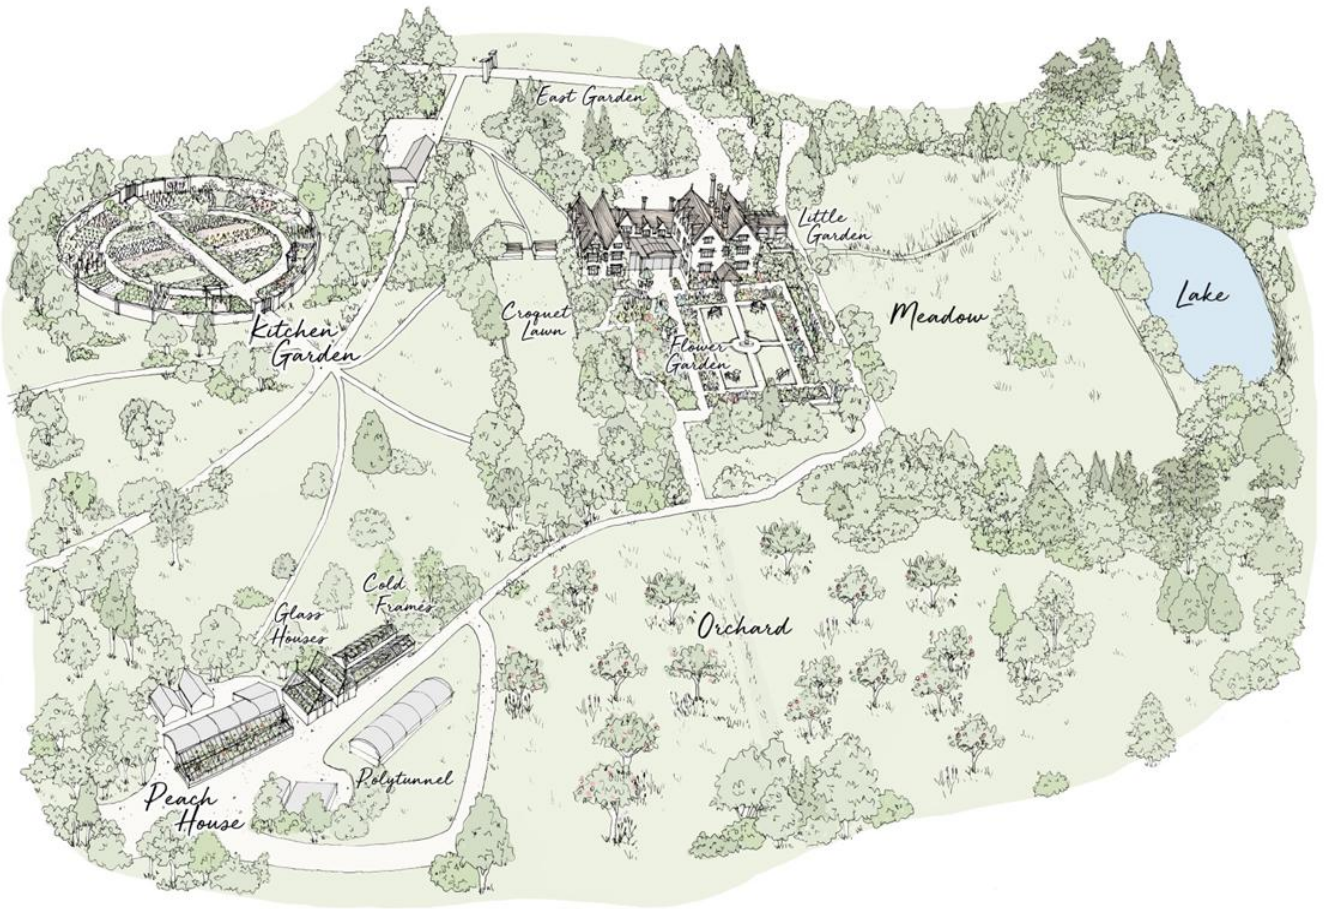 East Garden
Little
Garden
Lake
Croquet
Lawn
Meadow
Kitchen
Garden
Flower
Garden
Cold
Frames
Glass
Houses
Orchard
Polytunnel
Peach
House